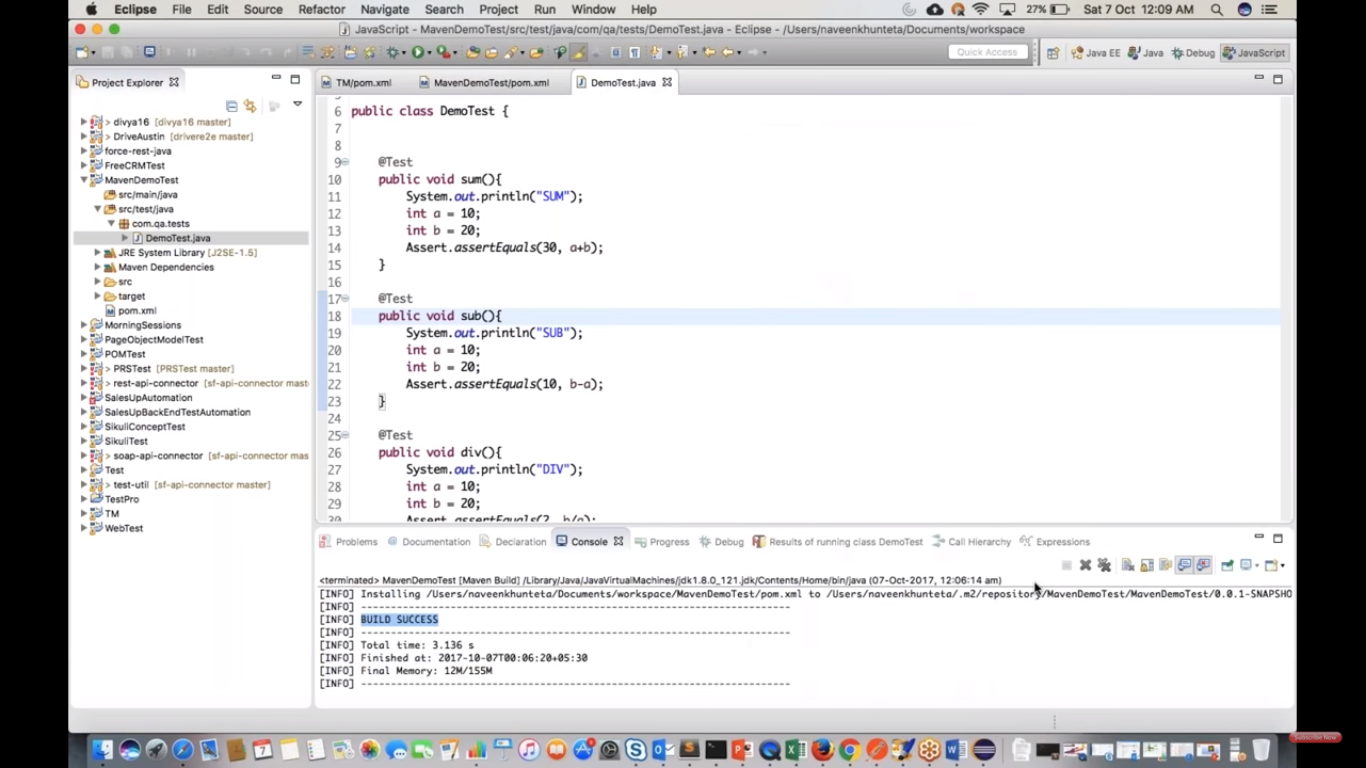 Eclipse File Edit Source Refactor Navigate Search Project Run Window Help 27% Sat 7 Oct 12:09 AM
JavaScript - MavenDemoTest/src/test/java/com/qa/tests/DemoTest.java - Eclipse - /Users/naveenkhunteta/Documents/workspace
Quick Access Java EE Java Debug JavaScript
Project Explorer
> divya16 [divya16 master]
> DriveAustin [drivere2e master]
force-rest-java
FreeCRMTest
MavenDemoTest
src/main/java
src/test/java
com.qa.tests
DemoTest.java
JRE System Library [J2SE-1.5]
Maven Dependencies
src
target
pom.xml
MorningSessions
PageObjectModelTest
POMTest
> PRSTest [PRSTest master]
> rest-api-connector [sf-api-connector mast
SalesUpAutomation
SalesUpBackEndTestAutomation
SikuliConceptTest
SikuliTest
> soap-api-connector [sf-api-connector mas
Test
> test-util [sf-api-connector master]
TestPro
TM
WebTest
TM/pom.xml MavenDemoTest/pom.xml DemoTest.java
6 public class DemoTest {
7
8
9 @Test
10 public void sum(){
11 System.out.println("SUM");
12 int a = 10;
13 int b = 20;
14 Assert.assertEquals(30, a+b);
15 }
16
17 @Test
18 public void sub(){
19 System.out.println("SUB");
20 int a = 10;
21 int b = 20;
22 Assert.assertEquals(10, b-a);
23 }
24
25 @Test
26 public void div(){
27 System.out.println("DIV");
28 int a = 10;
29 int b = 20;
30 Assert.assertEquals(2, b/a);
Problems Documentation Declaration Console Progress Debug Results of running class DemoTest Call Hierarchy Expressions
<terminated> MavenDemoTest [Maven Build] /Library/Java/JavaVirtualMachines/jdk1.8.0_121.jdk/Contents/Home/bin/java (07-Oct-2017, 12:06:14 am)
[INFO] Installing /Users/naveenkhunteta/Documents/workspace/MavenDemoTest/pom.xml to /Users/naveenkhunteta/.m2/repository/MavenDemoTest/MavenDemoTest/0.0.1-SNAPSHO
[INFO] ------------------------------------------------------------------------
[INFO] BUILD SUCCESS
[INFO] ------------------------------------------------------------------------
[INFO] Total time: 3.136 s
[INFO] Finished at: 2017-10-07T00:06:20+05:30
[INFO] Final Memory: 12M/155M
[INFO] ------------------------------------------------------------------------
Subscribe Now